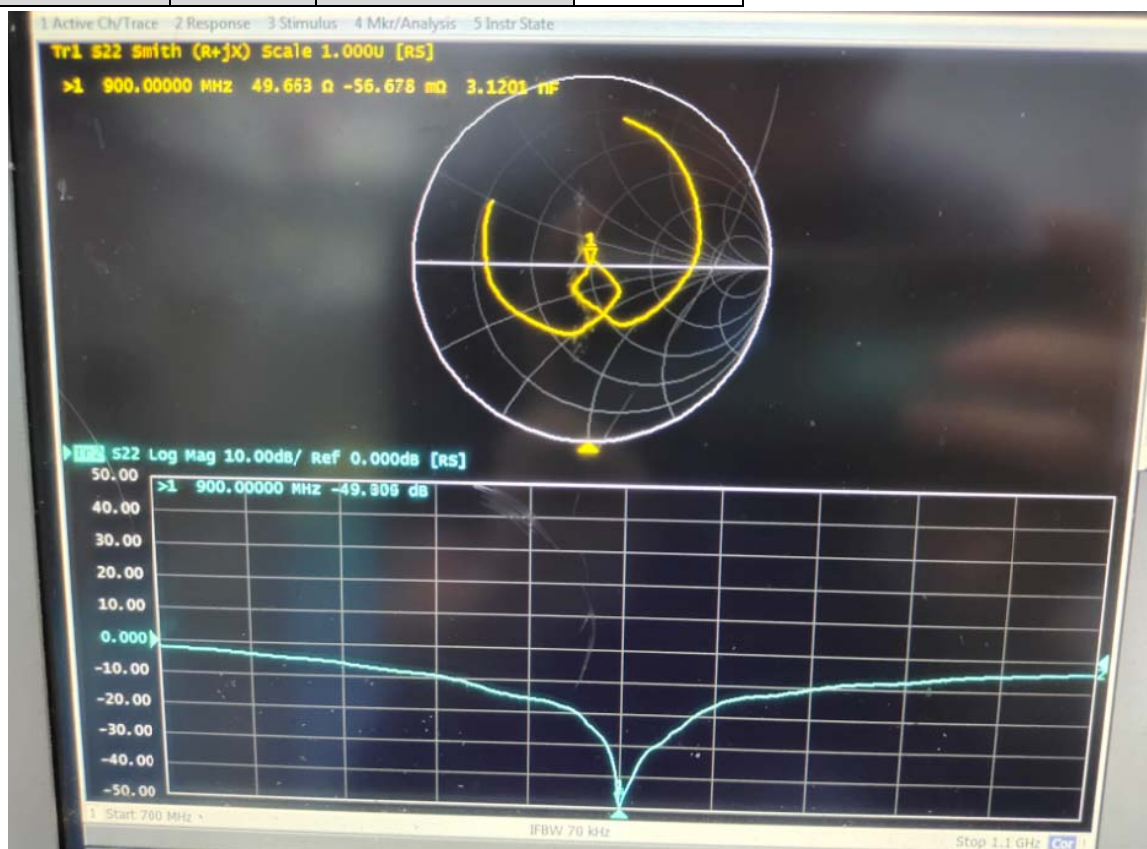 1 Active Ch/Trace 2 Response 3 Stimulus 4 Mkr/Analysis 5 Instr State
Tr1 S22 Smith (R+jX) Scale 1.000U [RS]
>1 900.00000 MHz 49.663 Ω -56.678 mΩ 3.1201 nF
1
Tr2 S22 Log Mag 10.00dB/ Ref 0.000dB [RS]
50.00
>1 900.00000 MHz -49.306 dB
40.00
30.00
20.00
10.00
0.000
-10.00
-20.00
-30.00
-40.00
-50.00
1 Start 700 MHz
IFBW 70 kHz
Stop 1.1 GHz Cor